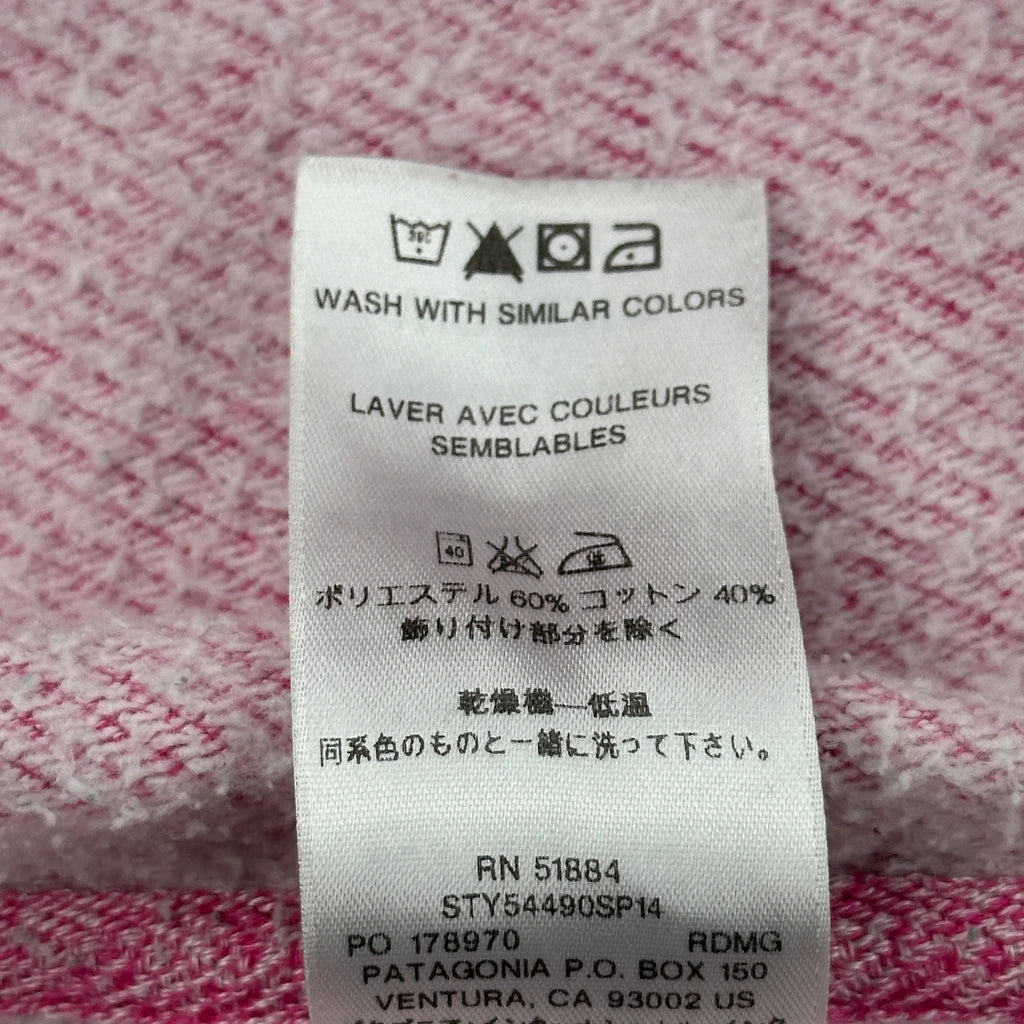 WASH WITH SIMILAR COLORS
LAVER AVEC COULEURS
SEMBLABLES
40
ポリエステル 60% コットン 40%
飾り付け部分を除く
乾燥機—低温
同系色のものと一緒に洗って下さい。
RN 51884
STY54490SP14
PO 178970 RDMG
PATAGONIA P.O. BOX 150
VENTURA, CA 93002 US